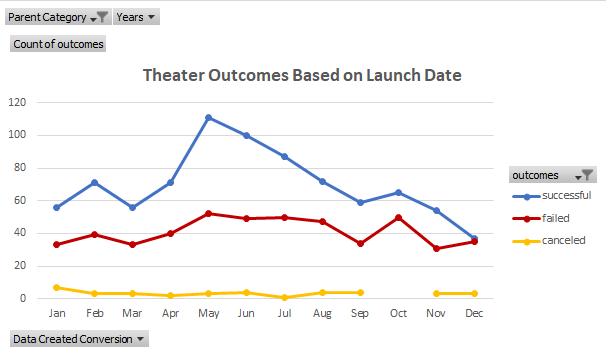 Parent Category Years
Count of outcomes
Theater Outcomes Based on Launch Date
120
100
80
60
40
20
0
Jan Feb Mar Apr May Jun Jul Aug Sep Oct Nov Dec
outcomes
successful
failed
canceled
Data Created Conversion